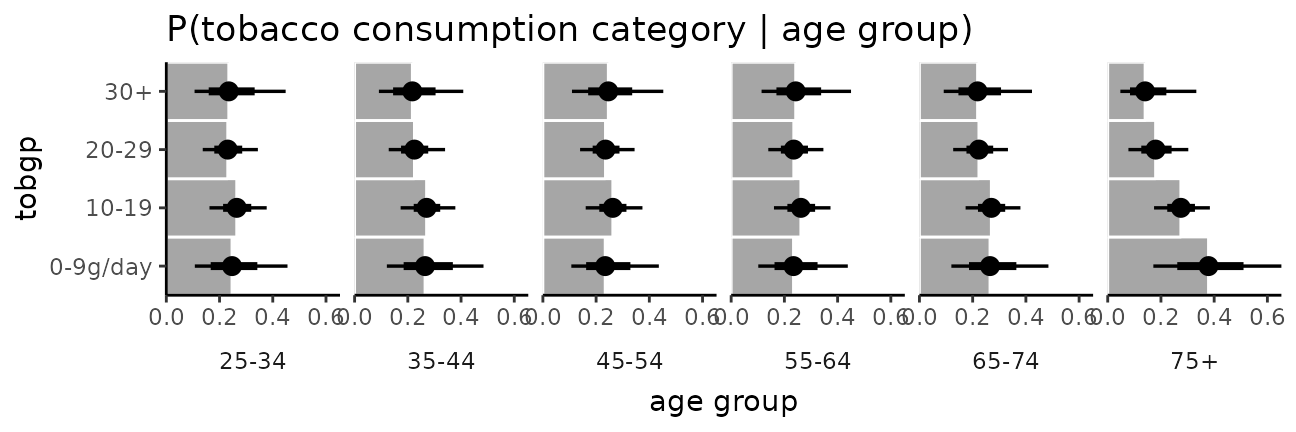 P(tobacco consumption category | age group)
tobgp
30+
20-29
10-19
0-9g/day
0.0 0.2 0.4 0.6 0.0 0.2 0.4 0.6 0.0 0.2 0.4 0.6 0.0 0.2 0.4 0.6 0.0 0.2 0.4 0.6 0.0 0.2 0.4 0.6
25-34 35-44 45-54 55-64 65-74 75+
age group